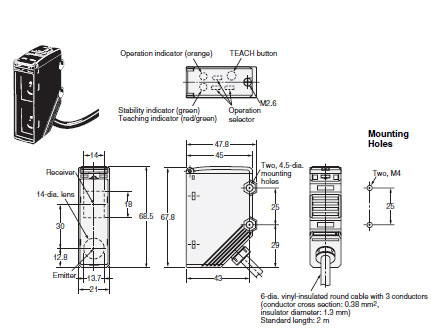 Operation indicator (orange)
TEACH button
M2.6
Stability indicator (green)
Teaching indicator (red/green)
Operation
selector
Mounting
Holes
47.8
45
14
Receiver
Two, 4.5-dia.
mounting
holes
Two, M4
14-dia. lens
18
68.5
67.8
25
25
30
12.8
29
Emitter
13.7
21
43
6-dia. vinyl-insulated round cable with 3 conductors
(conductor cross section: 0.38 mm²,
insulator diameter: 1.3 mm)
Standard length: 2 m